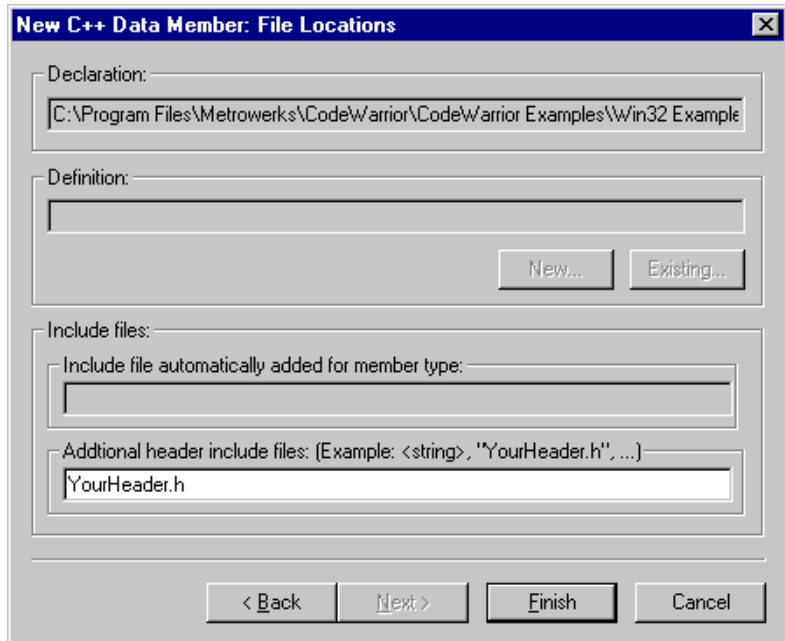 New C++ Data Member: File Locations
Declaration:
C:\Program Files\Metrowerks\CodeWarrior\CodeWarrior Examples\Win32 Example
Definition:
New... Existing...
Include files:
Include file automatically added for member type:
Addtional header include files: (Example: <string>, "YourHeader.h", ...)
YourHeader.h
< Back Next > Finish Cancel